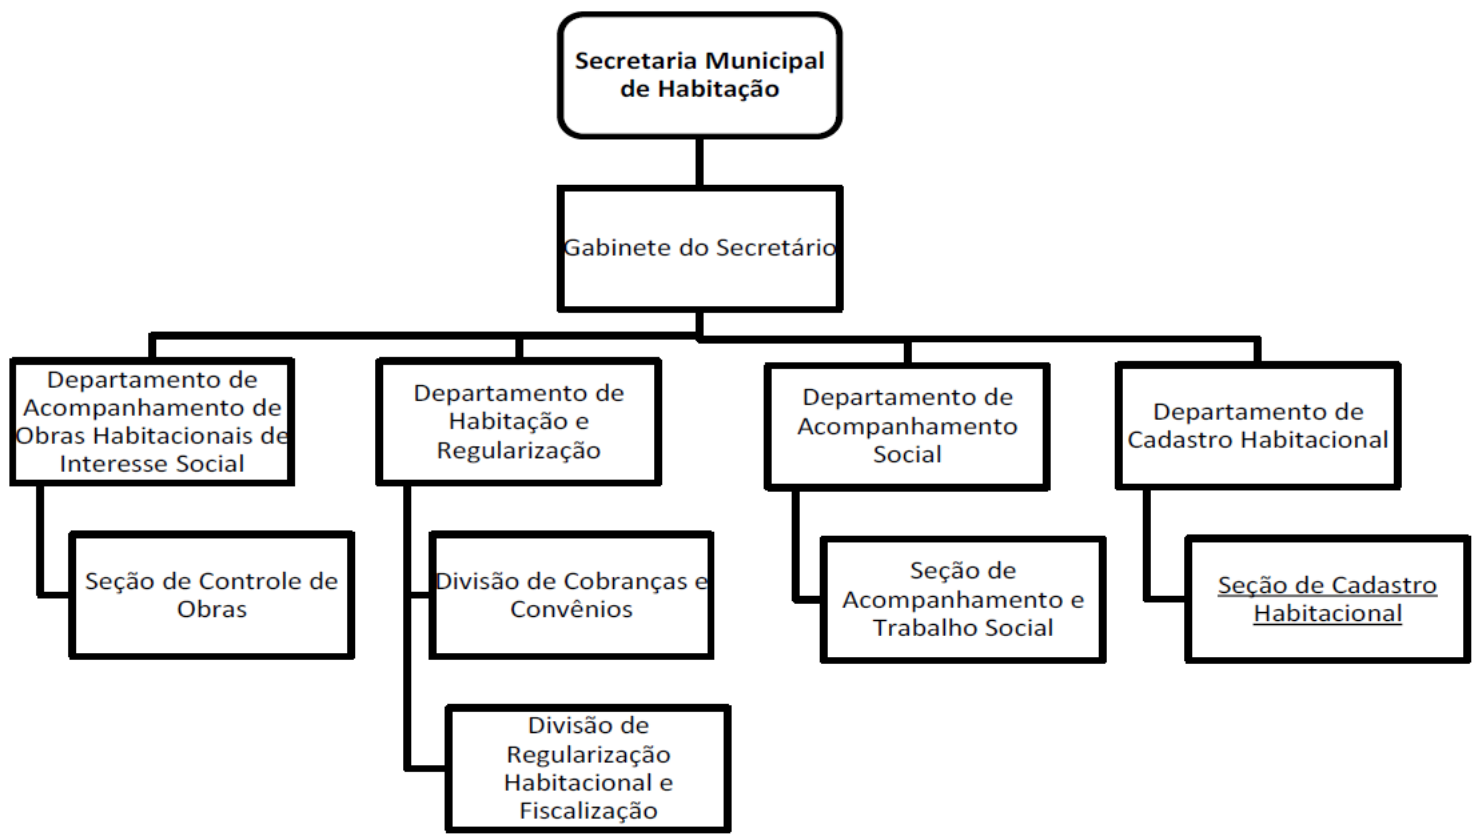 Secretaria Municipal
de Habitação
Gabinete do Secretário
Departamento de
Acompanhamento de
Obras Habitacionais de
Interesse Social
Departamento de
Habitação e
Regularização
Departamento de
Acompanhamento
Social
Departamento de
Cadastro Habitacional
Seção de Controle de
Obras
Divisão de Cobranças e
Convênios
Seção de
Acompanhamento e
Trabalho Social
Seção de Cadastro
Habitacional
Divisão de
Regularização
Habitacional e
Fiscalização